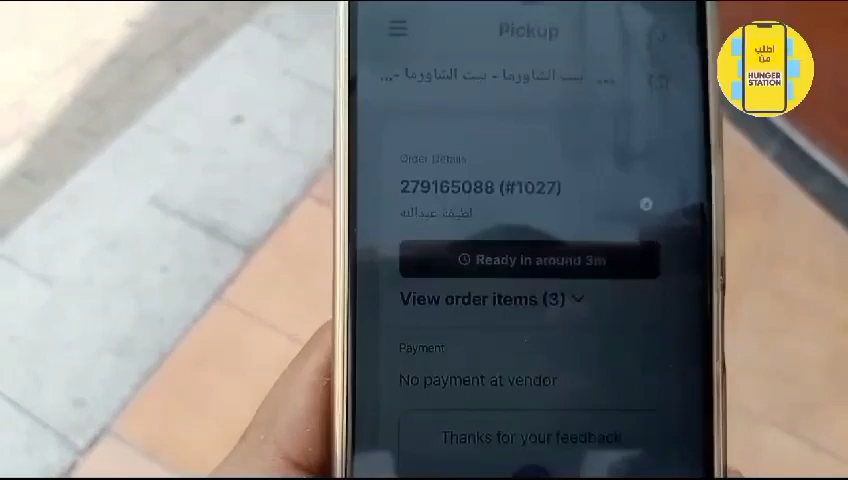 Pickup
... بيت الشاورما - بيت الشاورما -...
Order Details
279165088 (#1027)
لطيفة عبدالله
Ready in around 3m
View order items (3)
Payment
No payment at vendor
Thanks for your feedback
اطلب
من
HUNGER
STATION